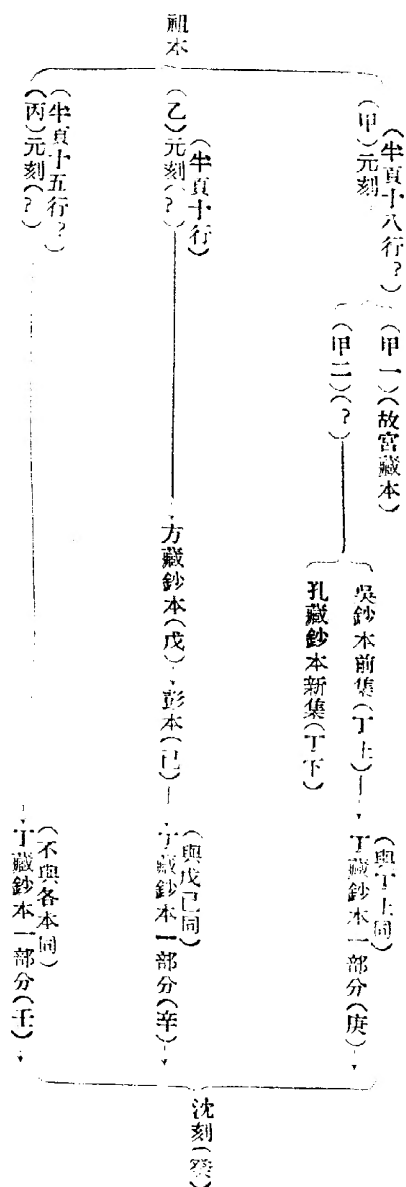 祖本
(半頁十八行?)
(甲)元刻
(甲一)(故宮藏本)
(甲二)(?)
吳鈔本前集(丁上)
孔藏鈔本新集(丁下)
(與丁上同)
丁藏鈔本一部分(庚)
(半頁十行)
(乙)元刻(?)
方藏鈔本(戊)
彭本(己)
(與戊己同)
丁藏鈔本一部分(辛)
(半頁十五行?)
(丙)元刻(?)
(不與各本同)
丁藏鈔本一部分(壬)
沈刻(癸)